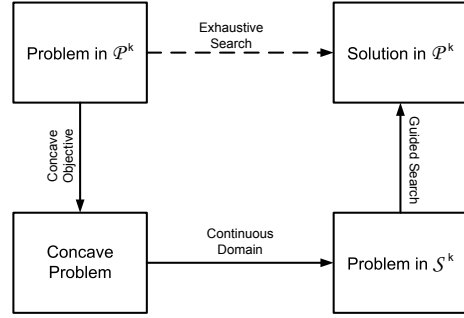 Problem in 𝒫ᵏ
Exhaustive
Search
Solution in 𝒫ᵏ
Concave
Objective
Guided Search
Concave
Problem
Continuous
Domain
Problem in 𝒮ᵏ